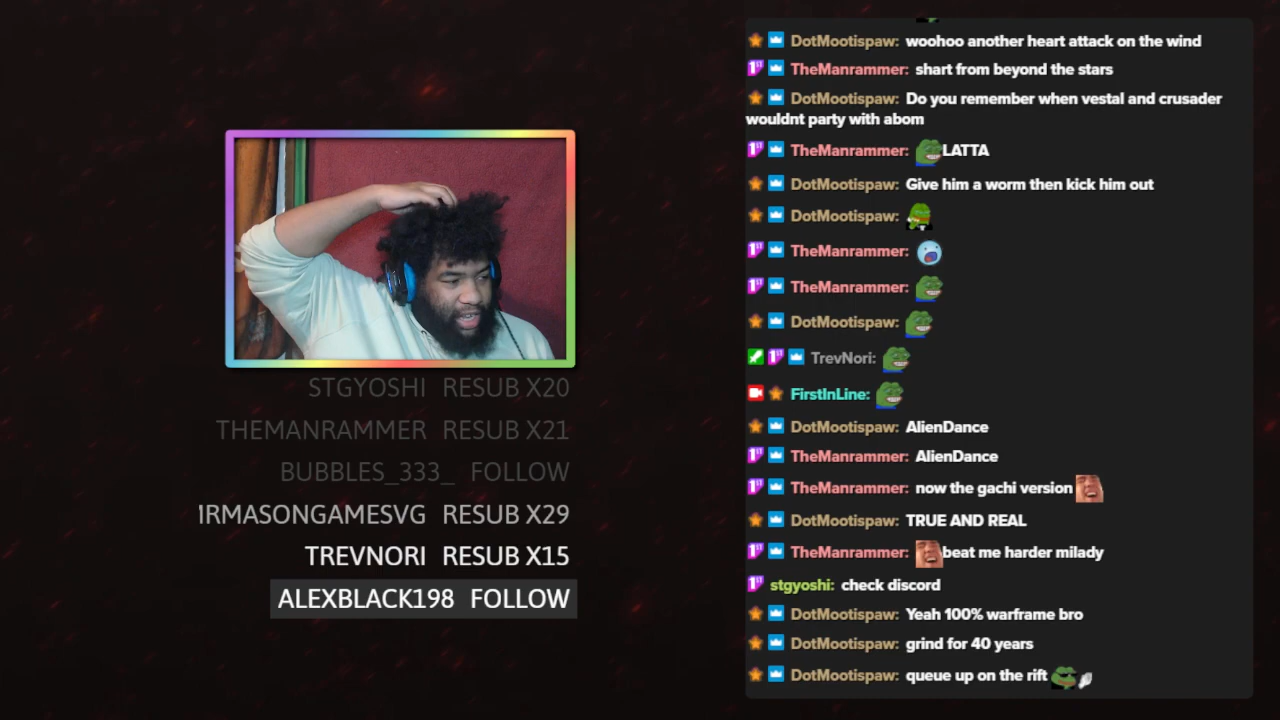 STGYOSHI RESUB X20
THEMANRAMMER RESUB X21
BUBBLES_333_ FOLLOW
IRMASONGAMESVG RESUB X29
TREVNORI RESUB X15
ALEXBLACK198 FOLLOW
DotMootispaw: woohoo another heart attack on the wind
TheManrammer: shart from beyond the stars
DotMootispaw: Do you remember when vestal and crusader
wouldnt party with abom
TheManrammer: LATTA
DotMootispaw: Give him a worm then kick him out
DotMootispaw:
TheManrammer:
TheManrammer:
DotMootispaw:
TrevNori:
FirstInLine:
DotMootispaw: AlienDance
TheManrammer: AlienDance
TheManrammer: now the gachi version
DotMootispaw: TRUE AND REAL
TheManrammer: beat me harder milady
stgyoshi: check discord
DotMootispaw: Yeah 100% warframe bro
DotMootispaw: grind for 40 years
DotMootispaw: queue up on the rift